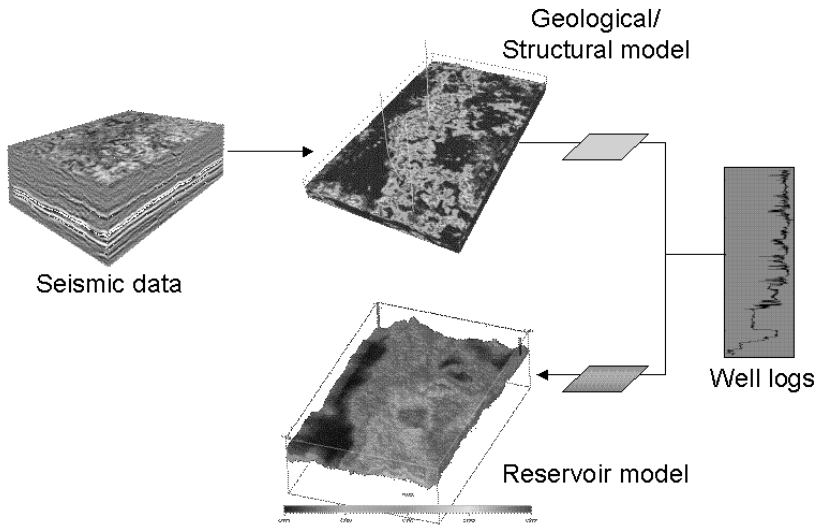 Geological/
Structural model
Seismic data
Well logs
Reservoir model